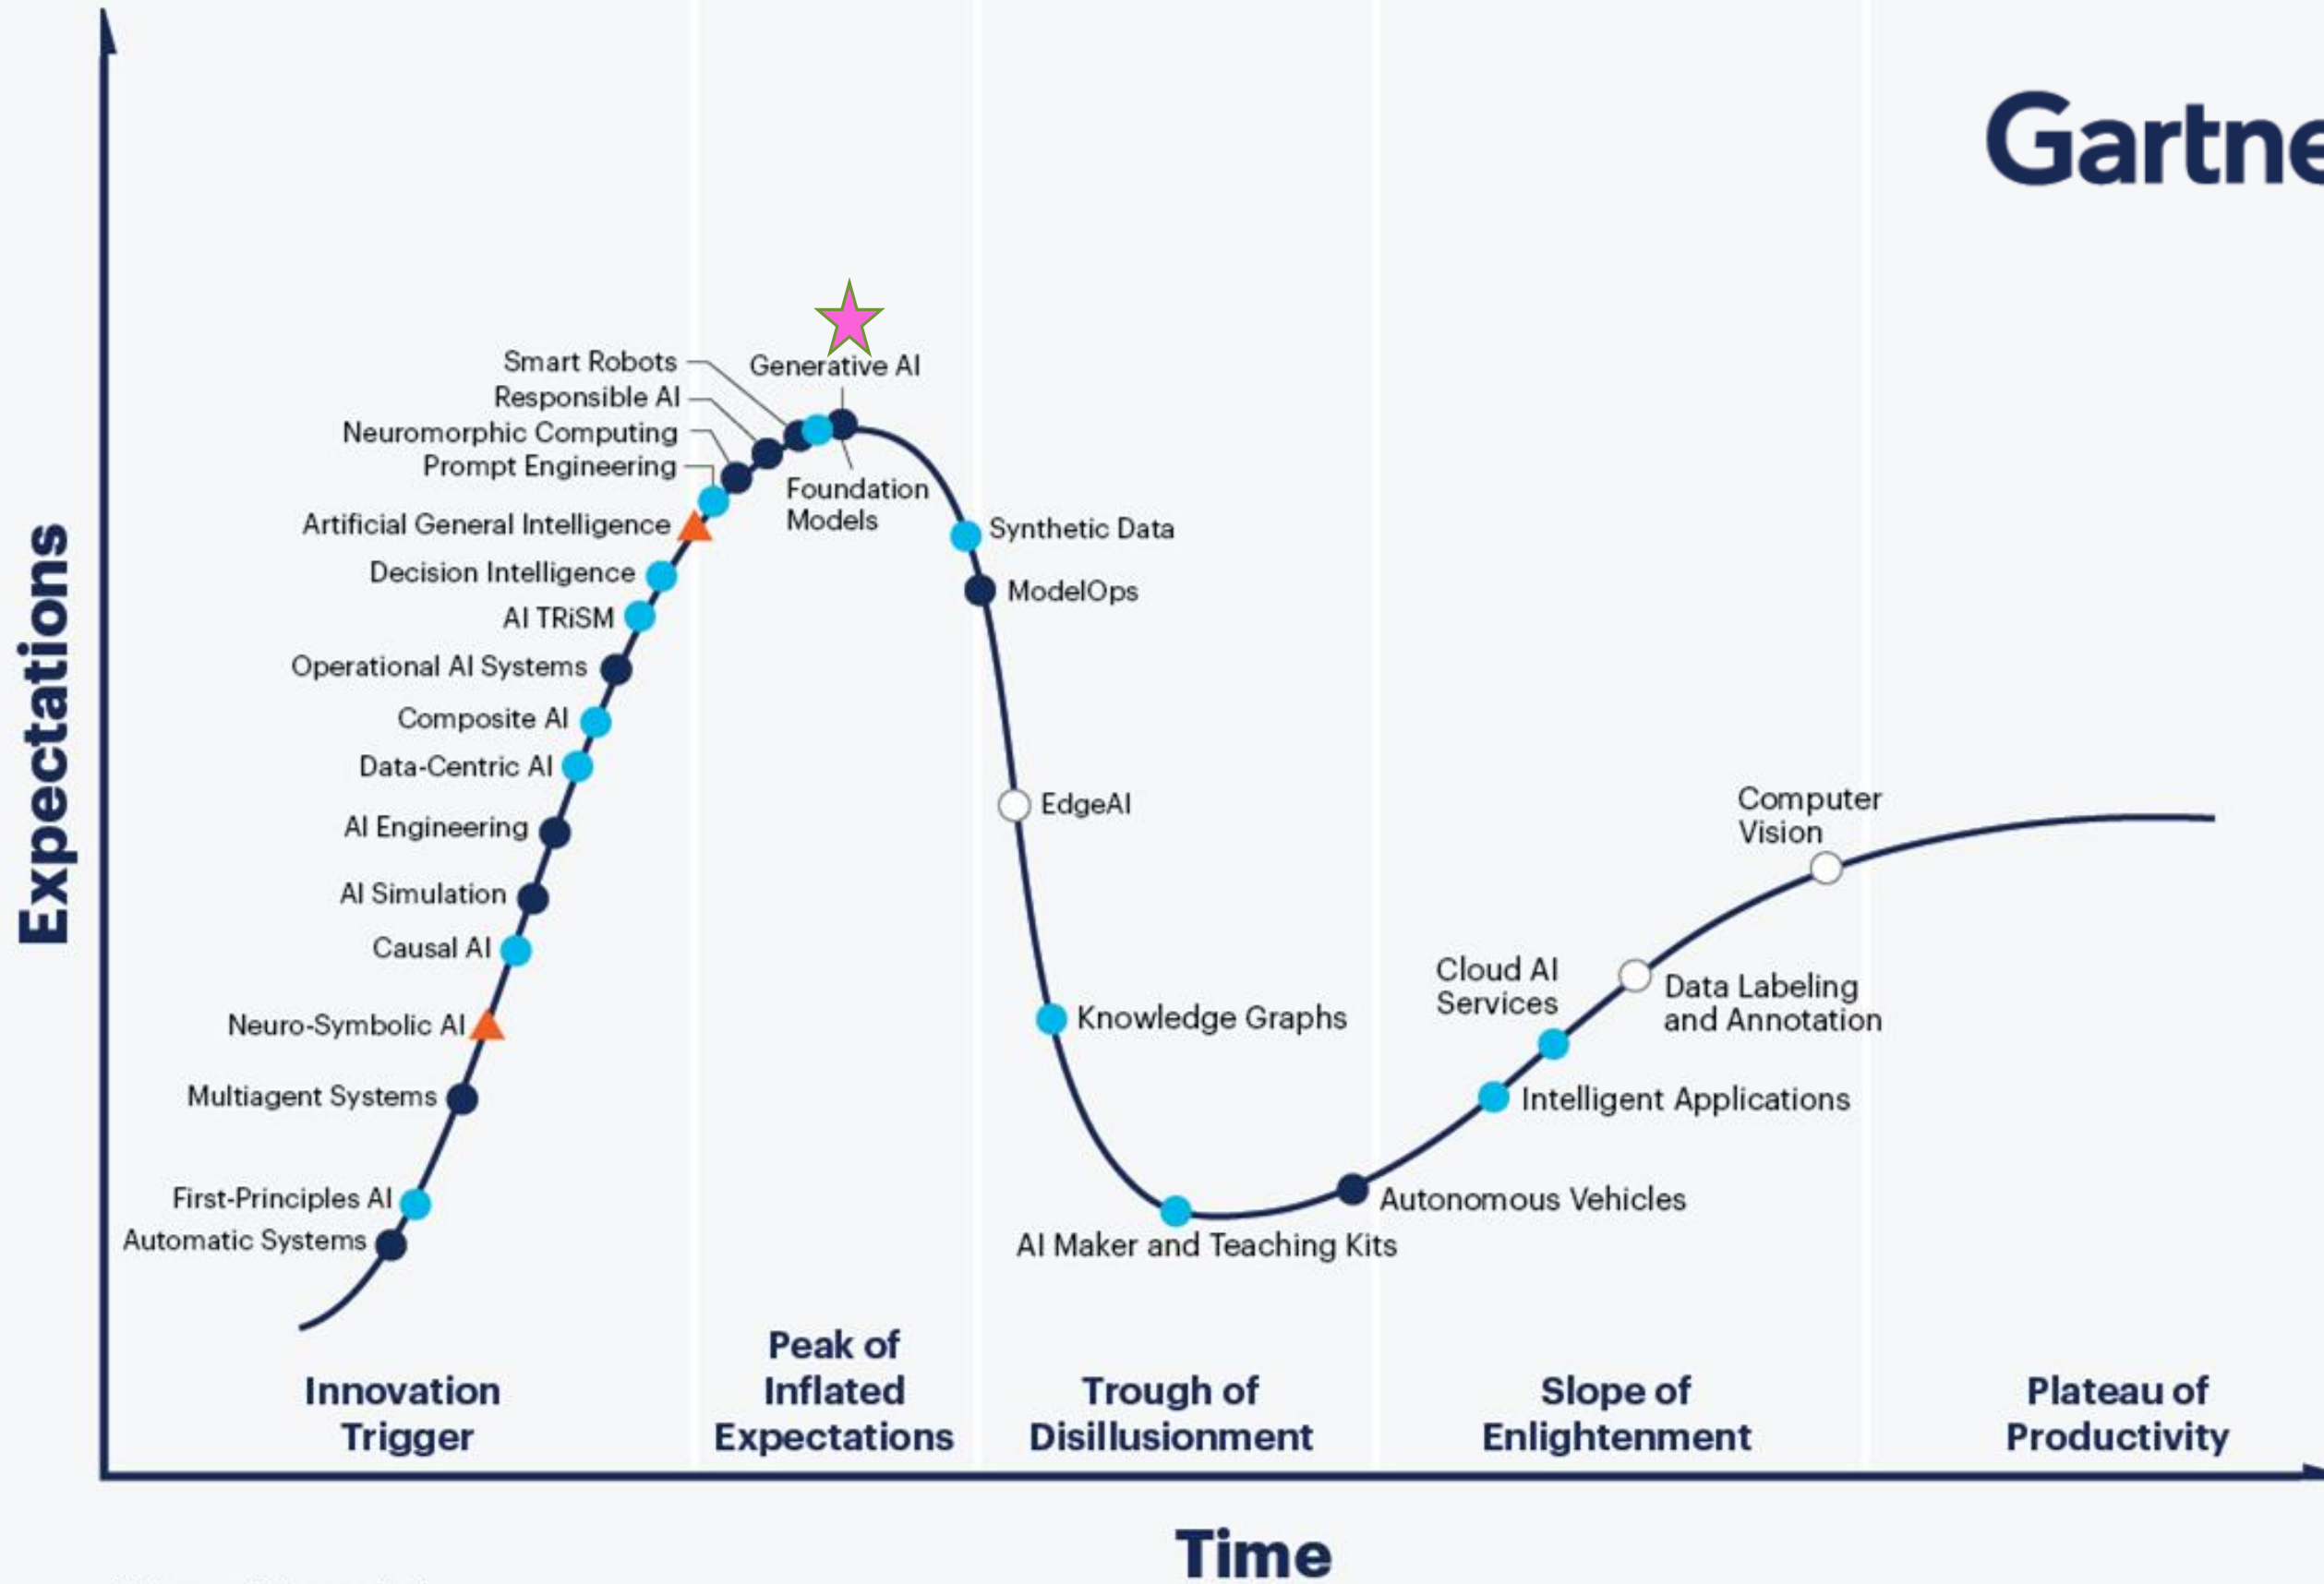 Gartne
Expectations
Smart Robots
Generative AI
Responsible AI
Neuromorphic Computing
Prompt Engineering
Foundation
Models
Artificial General Intelligence
Synthetic Data
Decision Intelligence
ModelOps
AI TRiSM
Operational AI Systems
Composite AI
Data-Centric AI
EdgeAI
Computer
Vision
AI Engineering
AI Simulation
Causal AI
Cloud AI
Services
Data Labeling
and Annotation
Neuro-Symbolic AI
Knowledge Graphs
Multiagent Systems
Intelligent Applications
First-Principles AI
Autonomous Vehicles
Automatic Systems
AI Maker and Teaching Kits
Innovation
Trigger
Peak of
Inflated
Expectations
Trough of
Disillusionment
Slope of
Enlightenment
Plateau of
Productivity
Time